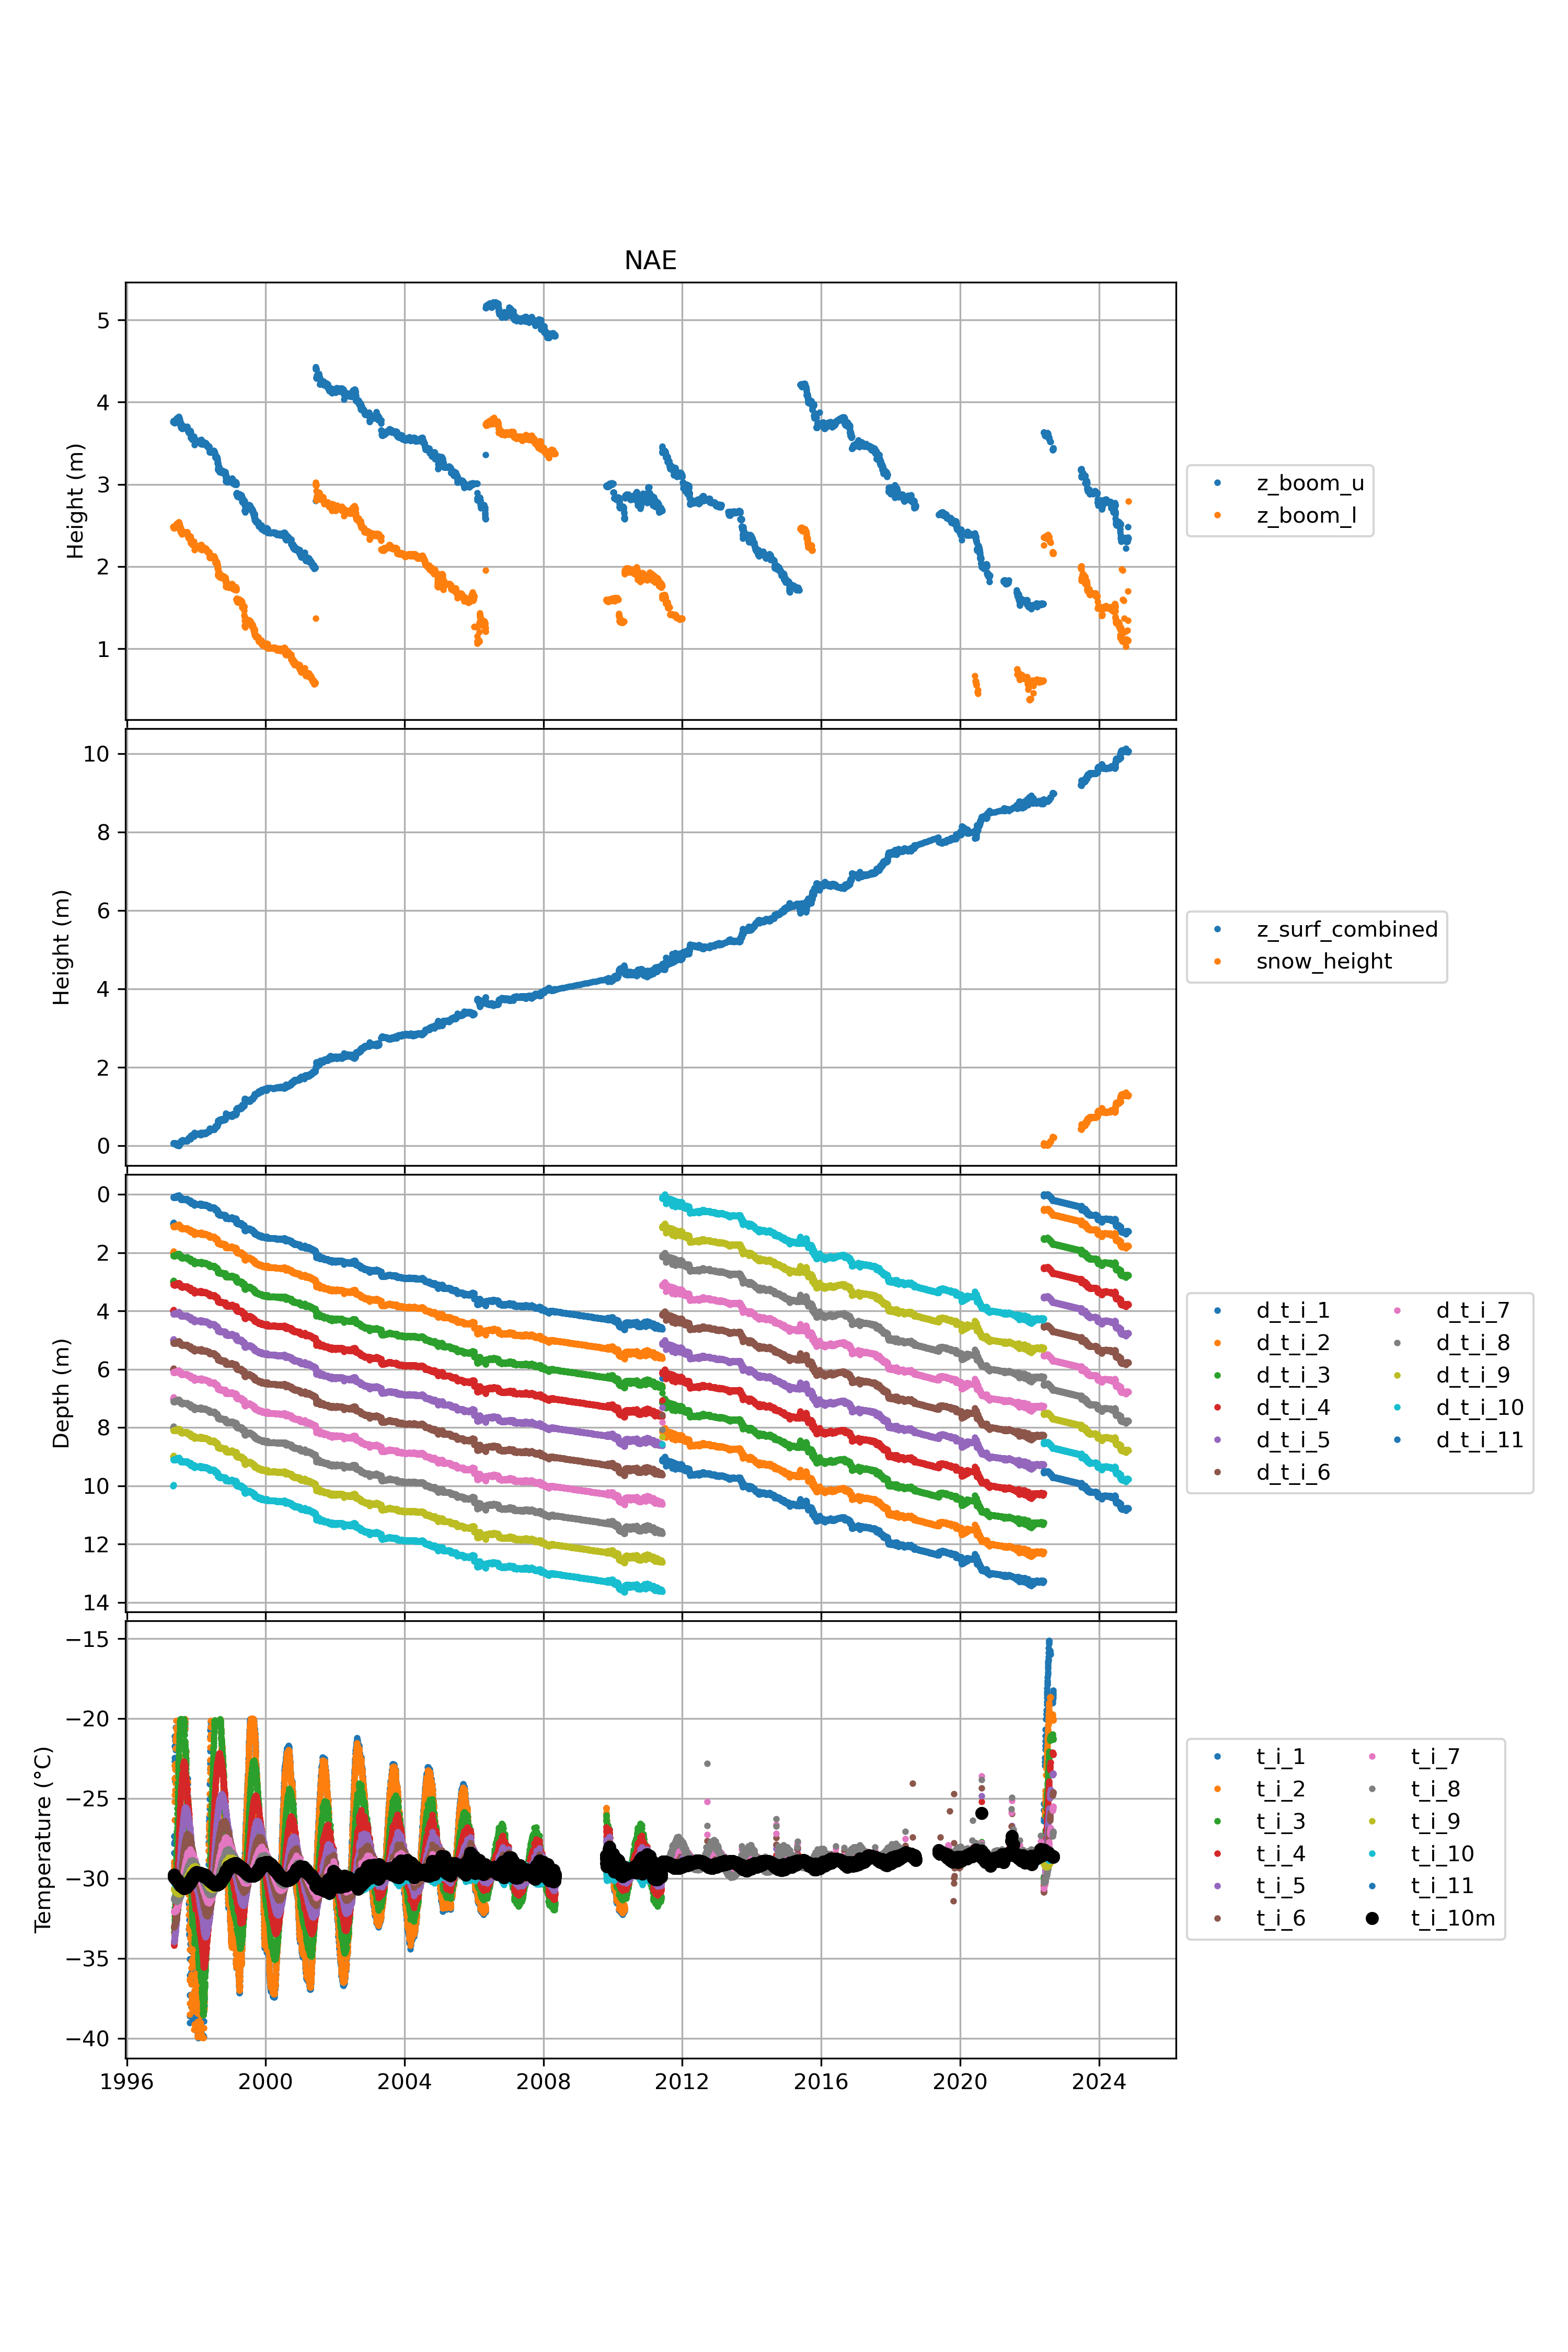 NAE
5
4
3
2
1
Height (m)
z_boom_u
z_boom_l
10
8
6
4
2
0
Height (m)
z_surf_combined
snow_height
0
2
4
6
8
10
12
14
Depth (m)
d_t_i_1
d_t_i_2
d_t_i_3
d_t_i_4
d_t_i_5
d_t_i_6
d_t_i_7
d_t_i_8
d_t_i_9
d_t_i_10
d_t_i_11
−15
−20
−25
−30
−35
−40
Temperature (°C)
t_i_1
t_i_2
t_i_3
t_i_4
t_i_5
t_i_6
t_i_7
t_i_8
t_i_9
t_i_10
t_i_11
t_i_10m
1996 2000 2004 2008 2012 2016 2020 2024